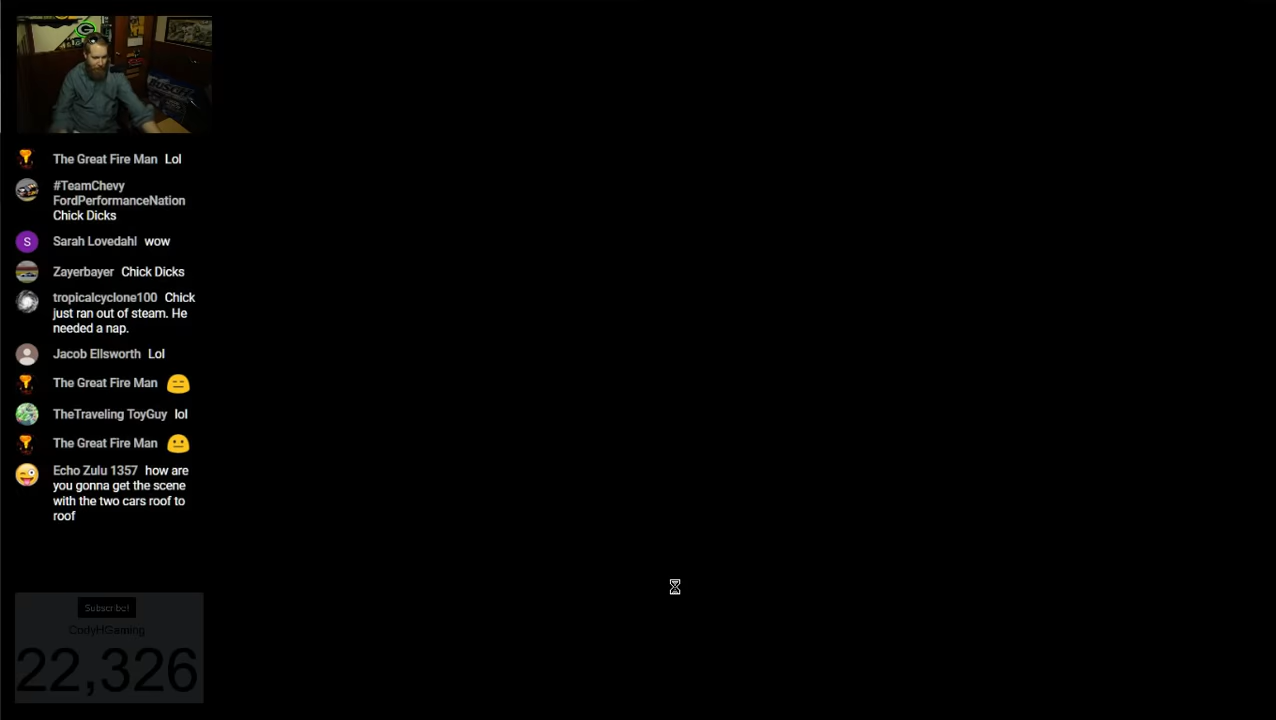 G
The Great Fire Man Lol
#TeamChevy
FordPerformanceNation
Chick Dicks
S Sarah Lovedahl wow
Zayerbayer Chick Dicks
tropicalcyclone100 Chick
just ran out of steam. He
needed a nap.
Jacob Ellsworth Lol
The Great Fire Man
TheTraveling ToyGuy lol
The Great Fire Man
Echo Zulu 1357 how are
you gonna get the scene
with the two cars roof to
roof
Subscribe!
CodyHGaming
22,326